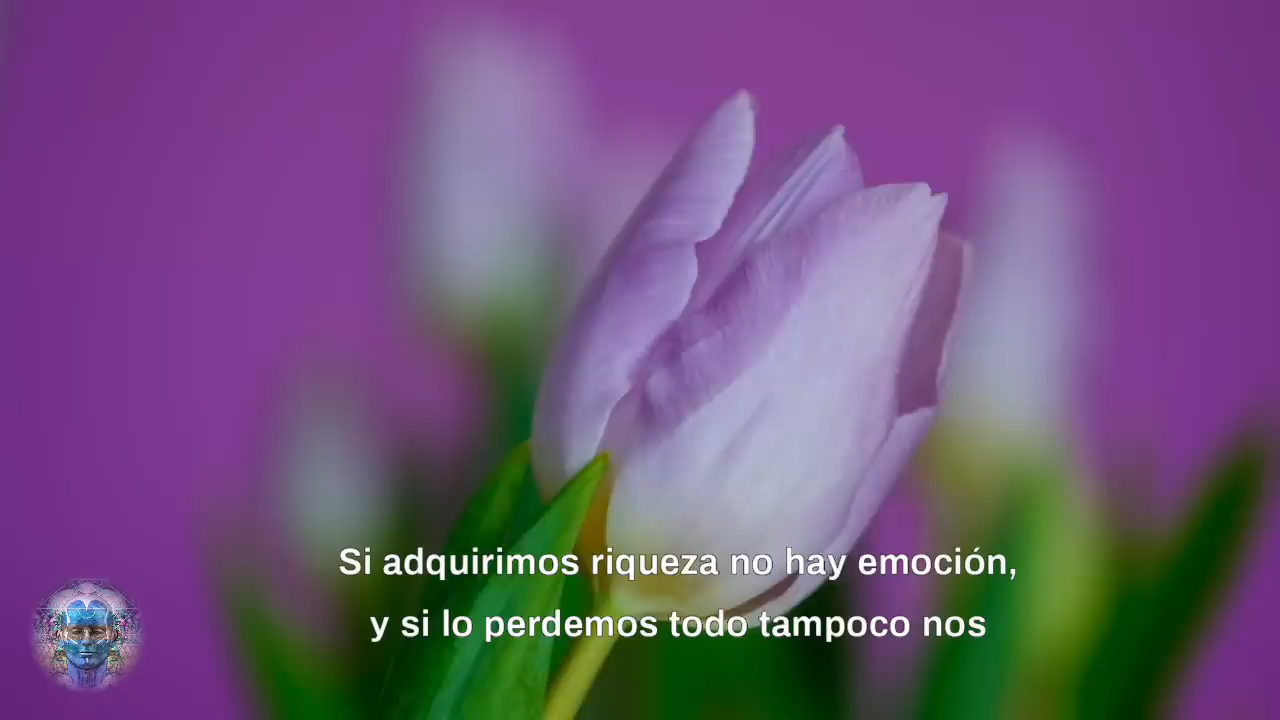 Si adquirimos riqueza no hay emoción,
y si lo perdemos todo tampoco nos